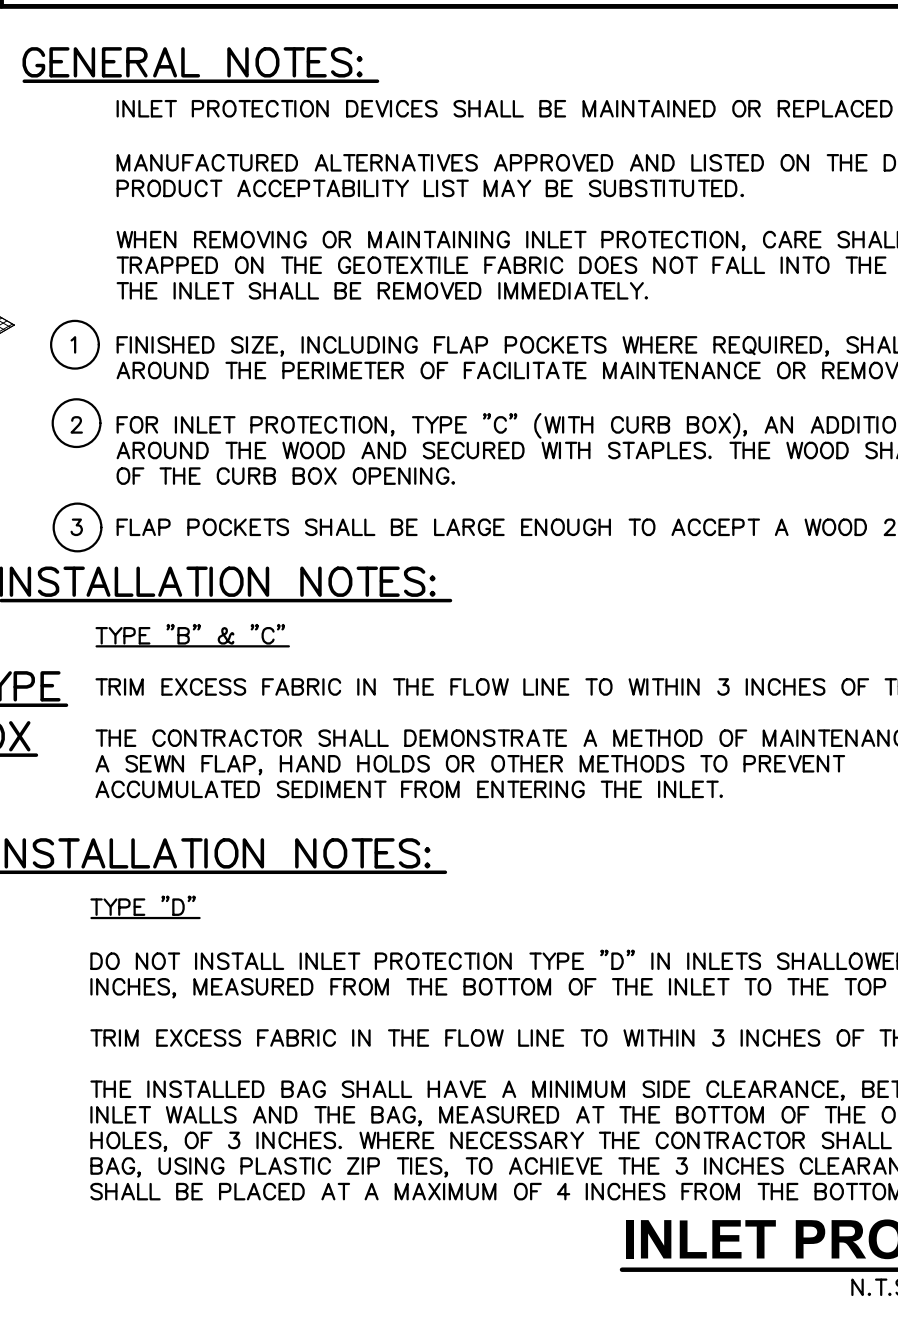 GENERAL NOTES:
INLET PROTECTION DEVICES SHALL BE MAINTAINED OR REPLACED
MANUFACTURED ALTERNATIVES APPROVED AND LISTED ON THE D
PRODUCT ACCEPTABILITY LIST MAY BE SUBSTITUTED.
WHEN REMOVING OR MAINTAINING INLET PROTECTION, CARE SHALL
TRAPPED ON THE GEOTEXTILE FABRIC DOES NOT FALL INTO THE
THE INLET SHALL BE REMOVED IMMEDIATELY.
1 FINISHED SIZE, INCLUDING FLAP POCKETS WHERE REQUIRED, SHAL
AROUND THE PERIMETER OF FACILITATE MAINTENANCE OR REMOV
2 FOR INLET PROTECTION, TYPE "C" (WITH CURB BOX), AN ADDITIO
AROUND THE WOOD AND SECURED WITH STAPLES. THE WOOD SHA
OF THE CURB BOX OPENING.
3 FLAP POCKETS SHALL BE LARGE ENOUGH TO ACCEPT A WOOD 2
INSTALLATION NOTES:
TYPE "B" & "C"
YPE
TRIM EXCESS FABRIC IN THE FLOW LINE TO WITHIN 3 INCHES OF T
OX
THE CONTRACTOR SHALL DEMONSTRATE A METHOD OF MAINTENANC
A SEWN FLAP, HAND HOLDS OR OTHER METHODS TO PREVENT
ACCUMULATED SEDIMENT FROM ENTERING THE INLET.
NSTALLATION NOTES:
TYPE "D"
DO NOT INSTALL INLET PROTECTION TYPE "D" IN INLETS SHALLOWE
INCHES, MEASURED FROM THE BOTTOM OF THE INLET TO THE TOP
TRIM EXCESS FABRIC IN THE FLOW LINE TO WITHIN 3 INCHES OF TH
THE INSTALLED BAG SHALL HAVE A MINIMUM SIDE CLEARANCE, BET
INLET WALLS AND THE BAG, MEASURED AT THE BOTTOM OF THE O
HOLES, OF 3 INCHES. WHERE NECESSARY THE CONTRACTOR SHALL
BAG, USING PLASTIC ZIP TIES, TO ACHIEVE THE 3 INCHES CLEARAN
SHALL BE PLACED AT A MAXIMUM OF 4 INCHES FROM THE BOTTOM
INLET PRO
N.T.S